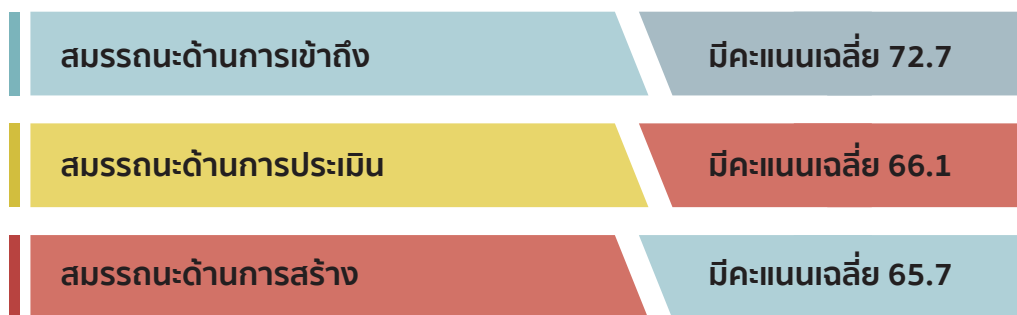 สมรรถนะด้านการเข้าถึง มีคะแนนเฉลี่ย 72.7
สมรรถนะด้านการประเมิน มีคะแนนเฉลี่ย 66.1
สมรรถนะด้านการสร้าง มีคะแนนเฉลี่ย 65.7